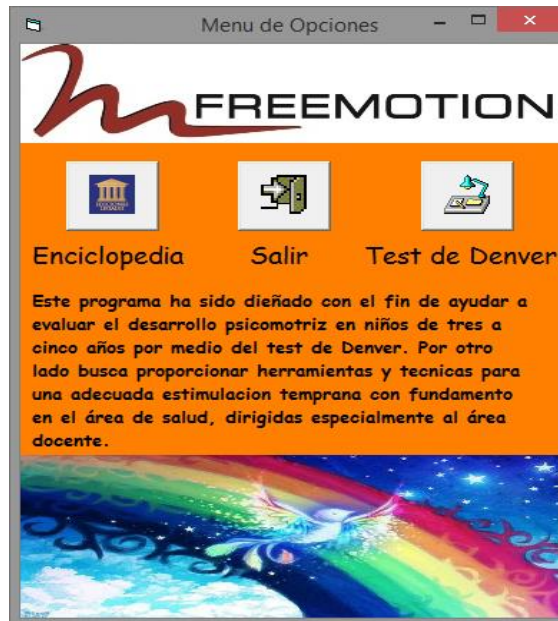 Menu de Opciones
FREEMOTION
Enciclopedia Salir Test de Denver
Este programa ha sido dieñado con el fin de ayudar a
evaluar el desarrollo psicomotriz en niños de tres a
cinco años por medio del test de Denver. Por otro
lado busca proporcionar herramientas y tecnicas para
una adecuada estimulacion temprana con fundamento
en el área de salud, dirigidas especialmente al área
docente.